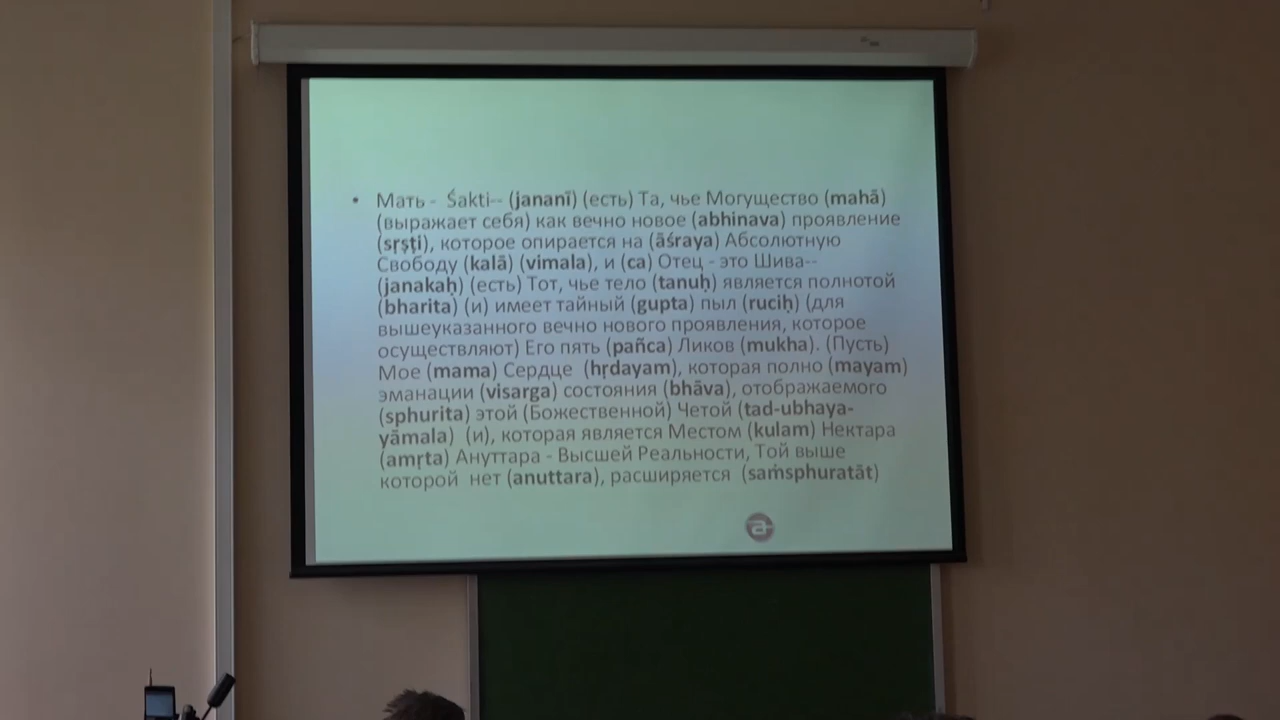 • Мать - Śakti-- (jananī) (есть) Та, чье Могущество (mahā)
(выражает себя) как вечно новое (abhinava) проявление
(sṛṣṭi), которое опирается на (āśraya) Абсолютную
Свободу (kalā) (vimala), и (ca) Отец - это Шива--
(janakaḥ) (есть) Тот, чье тело (tanuḥ) является полнотой
(bharita) (и) имеет тайный (gupta) пыл (ruciḥ) (для
вышеуказанного вечно нового проявления, которое
осуществляют) Его пять (pañca) Ликов (mukha). (Пусть)
Мое (mama) Сердце (hṛdayam), которая полно (mayam)
эманации (visarga) состояния (bhāva), отображаемого
(sphurita) этой (Божественной) Четой (tad-ubhaya-
yāmala) (и), которая является Местом (kulam) Нектара
(amṛta) Ануттара - Высшей Реальности, Той выше
которой нет (anuttara), расширяется (saṁsphuratāt)
a